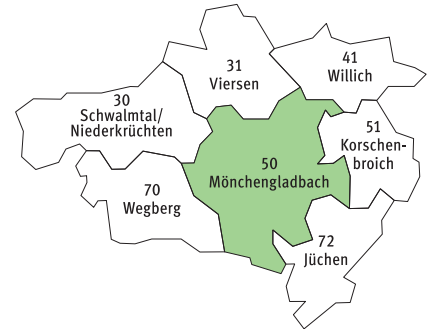 31
Viersen
41
Willich
30
Schwalmtal/
Niederkrüchten
51
Korschen-
broich
50
Mönchengladbach
70
Wegberg
72
Jüchen